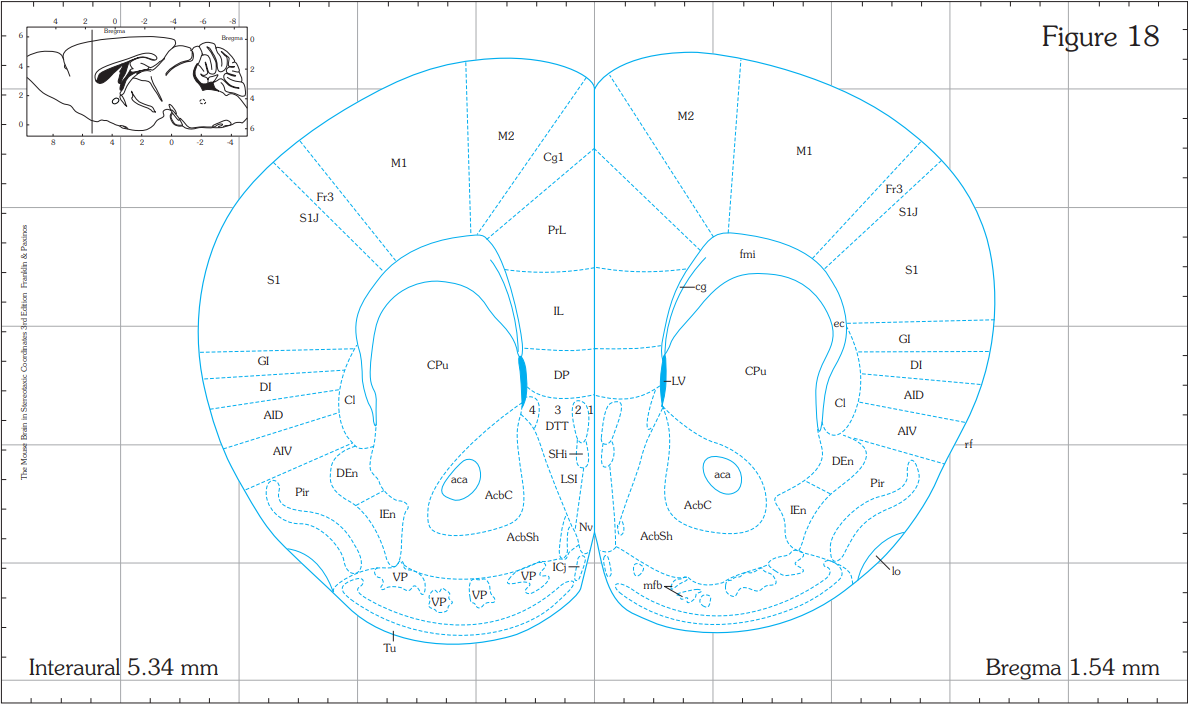 4 2 0 -2 -4 -6 -8
Bregma
Bregma
6
4
2
0
0
2
4
6
8 6 4 2 0 -2 -4
Figure 18
The Mouse Brain in Stereotaxic Coordinates 3rd Edition Franklin & Paxinos
M2
M2
M1
Cg1
M1
Fr3
S1J
Fr3
S1J
PrL
fmi
S1
S1
cg
IL
ec
GI
GI
CPu
DP
CPu
DI
DI
LV
AID
Cl
Cl
AID
4 3 2 1
DTT
AIV
AIV
rf
SHi
DEn
DEn
aca
LSI
aca
Pir
Pir
AcbC
AcbC
IEn
IEn
Nv
AcbSh
AcbSh
ICj
lo
VP
VP
VP
VP
mfb
Tu
Interaural 5.34 mm
Bregma 1.54 mm